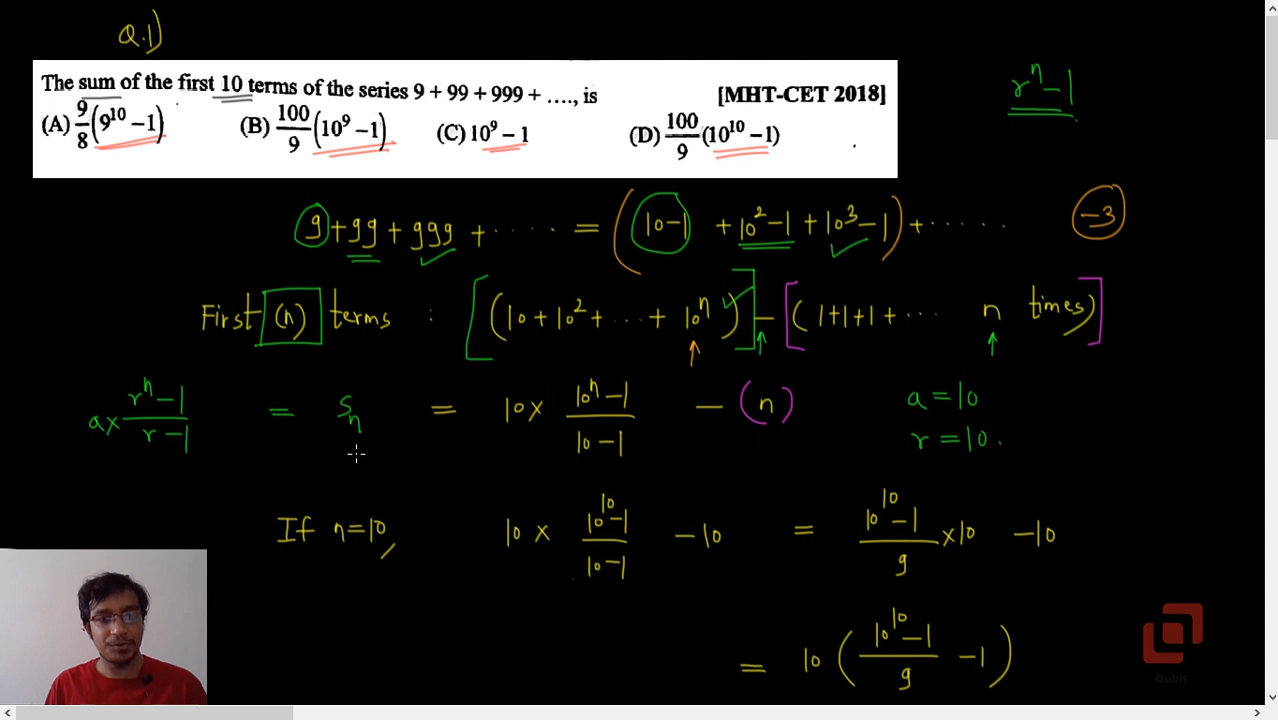 Q.1)
The sum of the first 10 terms of the series 9 + 99 + 999 + ...., is [MHT-CET 2018]
(A) 9/8 (9^10 − 1) (B) 100/9 (10^9 − 1) (C) 10^9 − 1 (D) 100/9 (10^10 − 1)
r^n − 1
9 + 99 + 999 + ..... = (10−1 + 10^2−1 + 10^3−1) + ...... −3
First (n) terms : [(10 + 10^2 + ... + 10^n)] − [(1+1+1+ ... n times)]
a × (r^n − 1)/(r − 1) = S_n = 10 × (10^n − 1)/(10 − 1) − (n) a = 10
r = 10.
If n=10, 10 × (10^10 − 1)/(10 − 1) − 10 = (10^10 − 1)/9 × 10 − 10
= 10 ((10^10 − 1)/9 − 1)
Qubit